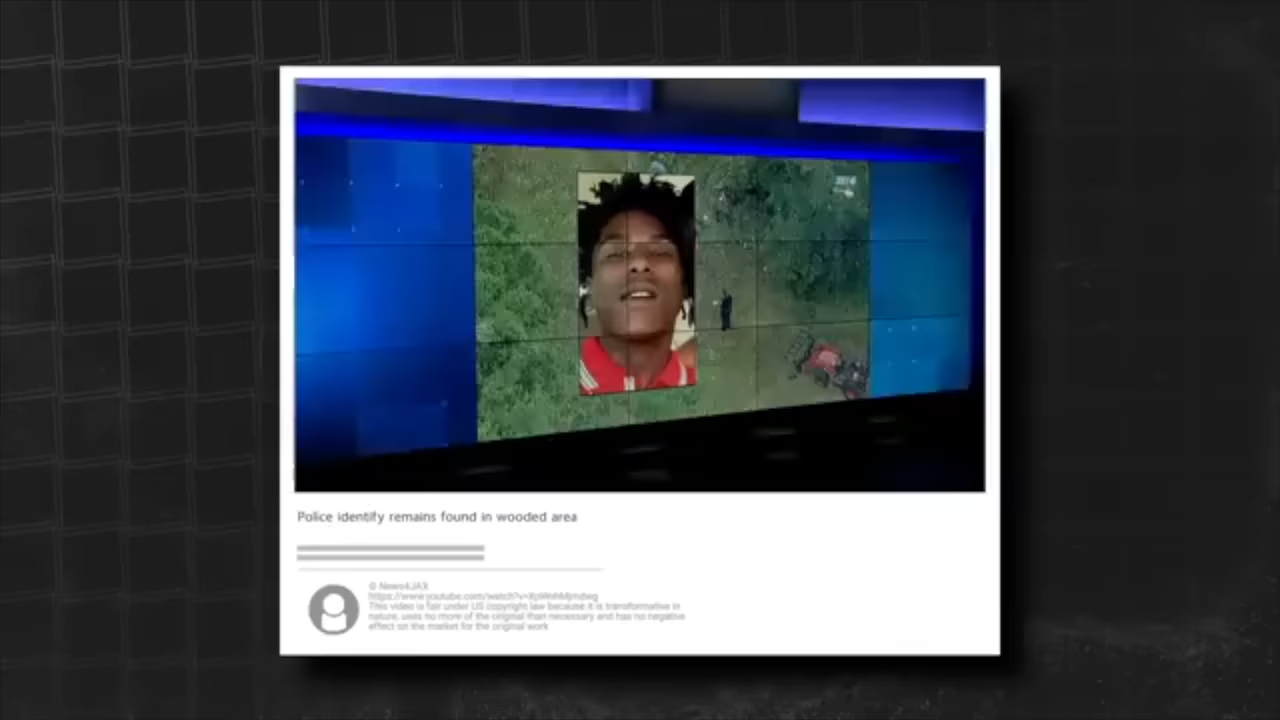 Police identify remains found in wooded area
© News4JAX
This video is fair under US copyright law because it is transformative in
nature, uses no more of the original than necessary and has no negative
effect on the market for the original work